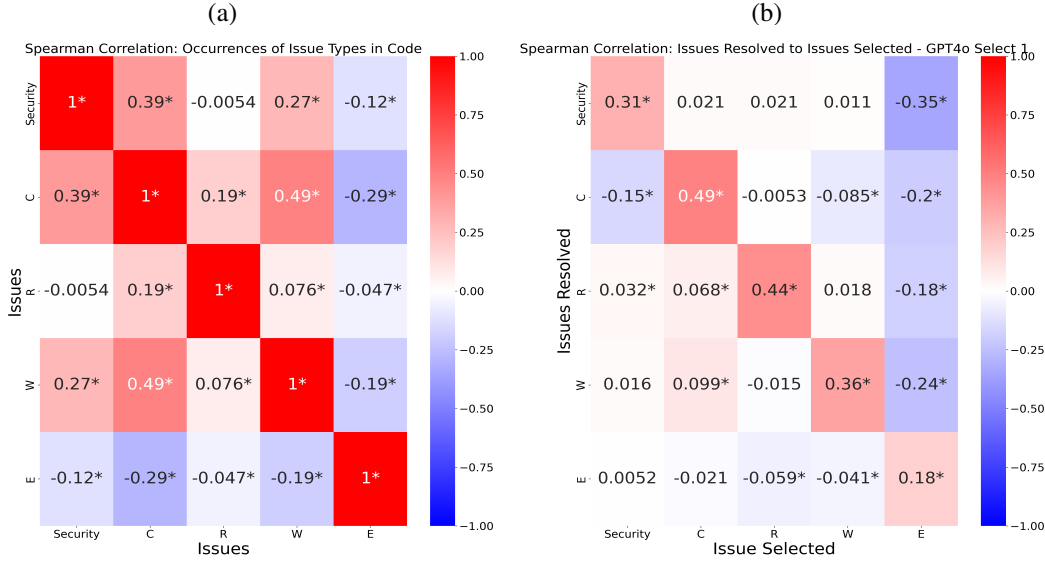 (a)
Spearman Correlation: Occurrences of Issue Types in Code
Security 1* 0.39* -0.0054 0.27* -0.12*
C 0.39* 1* 0.19* 0.49* -0.29*
R -0.0054 0.19* 1* 0.076* -0.047*
W 0.27* 0.49* 0.076* 1* -0.19*
E -0.12* -0.29* -0.047* -0.19* 1*
Security C R W E
Issues
Issues
1.00
0.75
0.50
0.25
0.00
−0.25
−0.50
−0.75
−1.00
(b)
Spearman Correlation: Issues Resolved to Issues Selected - GPT4o Select 1
Security 0.31* 0.021 0.021 0.011 -0.35*
C -0.15* 0.49* -0.0053 -0.085* -0.2*
R 0.032* 0.068* 0.44* 0.018 -0.18*
W 0.016 0.099* -0.015 0.36* -0.24*
E 0.0052 -0.021 -0.059* -0.041* 0.18*
Security C R W E
Issues Resolved
Issue Selected
1.00
0.75
0.50
0.25
0.00
−0.25
−0.50
−0.75
−1.00